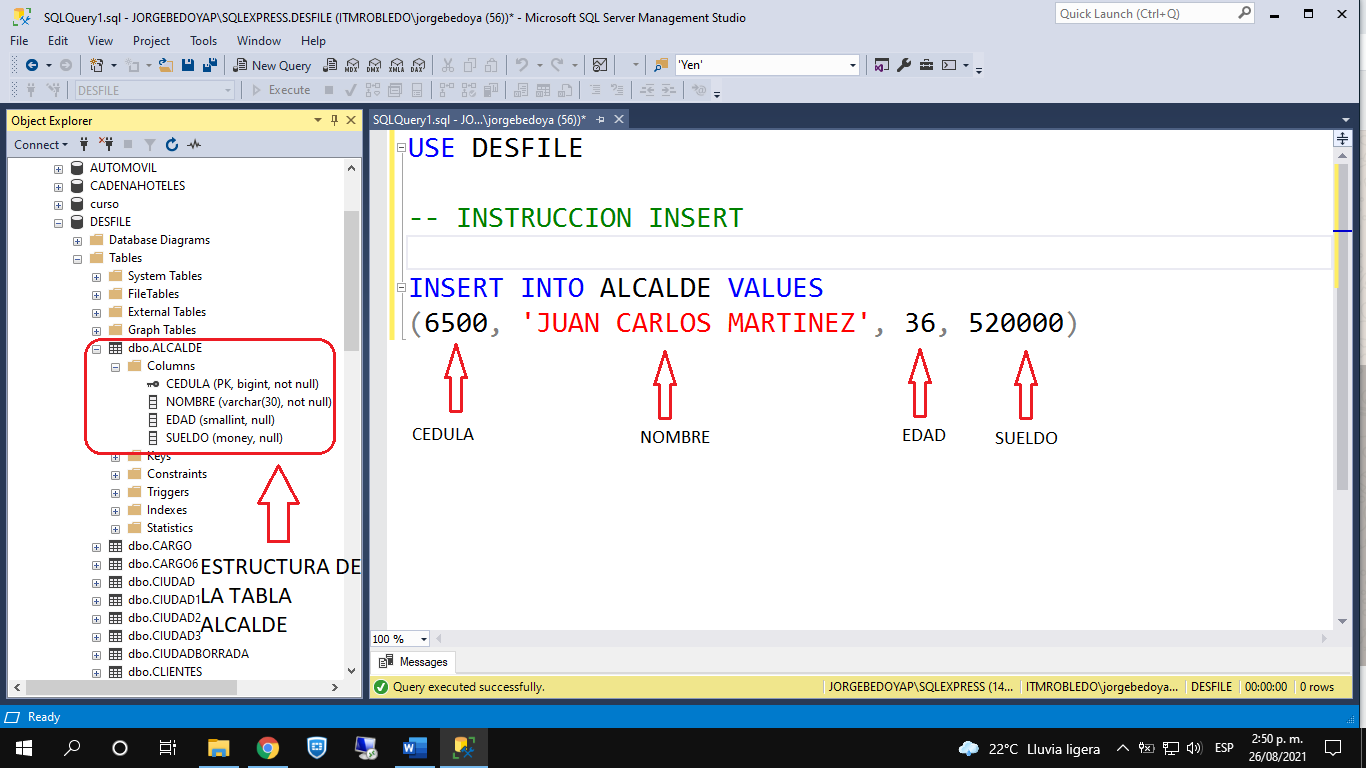 SQLQuery1.sql - JORGEBEDOYAP\SQLEXPRESS.DESFILE (ITMROBLEDO\jorgebedoya (56))* - Microsoft SQL Server Management Studio
Quick Launch (Ctrl+Q)
File Edit View Project Tools Window Help
New Query MDX DMX XMLA DAX 'Yen'
DESFILE Execute
Object Explorer
Connect
AUTOMOVIL
CADENAHOTELES
curso
DESFILE
Database Diagrams
Tables
System Tables
FileTables
External Tables
Graph Tables
dbo.ALCALDE
Columns
CEDULA (PK, bigint, not null)
NOMBRE (varchar(30), not null)
EDAD (smallint, null)
SUELDO (money, null)
Keys
Constraints
Triggers
Indexes
Statistics
dbo.CARGO
dbo.CARGO6
dbo.CIUDAD
dbo.CIUDAD1
dbo.CIUDAD2
dbo.CIUDAD3
dbo.CIUDADBORRADA
dbo.CLIENTES
ESTRUCTURA DE
LA TABLA
ALCALDE
SQLQuery1.sql - JO...\jorgebedoya (56))*
USE DESFILE
-- INSTRUCCION INSERT
INSERT INTO ALCALDE VALUES
(6500, 'JUAN CARLOS MARTINEZ', 36, 520000)
CEDULA NOMBRE EDAD SUELDO
100 %
Messages
Query executed successfully. JORGEBEDOYAP\SQLEXPRESS (14... ITMROBLEDO\jorgebedoya... DESFILE 00:00:00 0 rows
Ready
22°C Lluvia ligera ESP 2:50 p. m.
26/08/2021